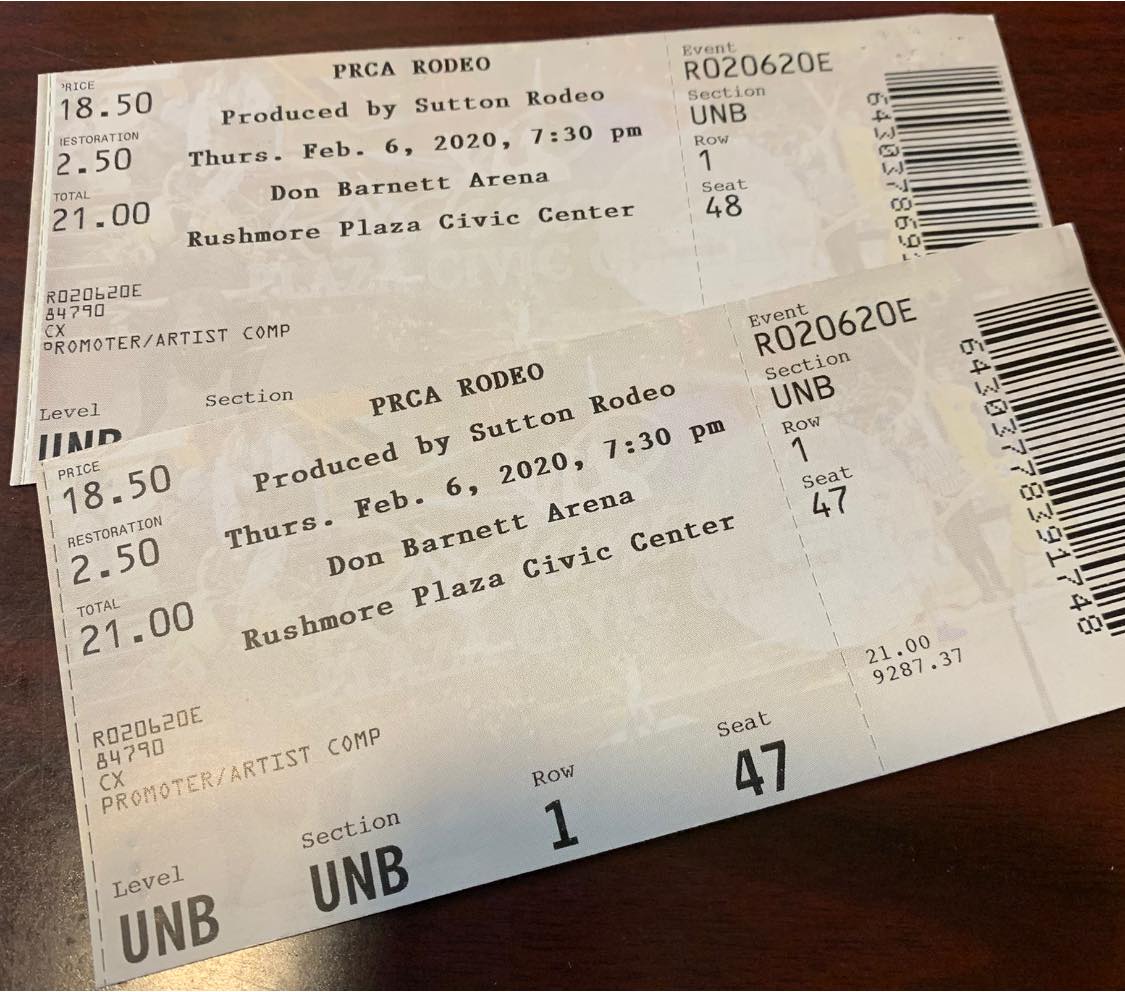 PRCA RODEO
Produced by Sutton Rodeo
Thurs. Feb. 6, 2020, 7:30 pm
Don Barnett Arena
Rushmore Plaza Civic Center
PRICE
18.50
RESTORATION
2.50
TOTAL
21.00
RO20620E
84790
CX
PROMOTER/ARTIST COMP
Level
UNB
Section
Event
RO20620E
Section
UNB
Row
1
Seat
48
PRCA RODEO
Produced by Sutton Rodeo
Thurs. Feb. 6, 2020, 7:30 pm
Don Barnett Arena
Rushmore Plaza Civic Center
PRICE
18.50
RESTORATION
2.50
TOTAL
21.00
RO20620E
84790
CX
PROMOTER/ARTIST COMP
Level
UNB
Section
UNB
Row
1
Seat
47
Event
RO20620E
Section
UNB
Row
1
Seat
47
21.00
9287.37
64303778391748